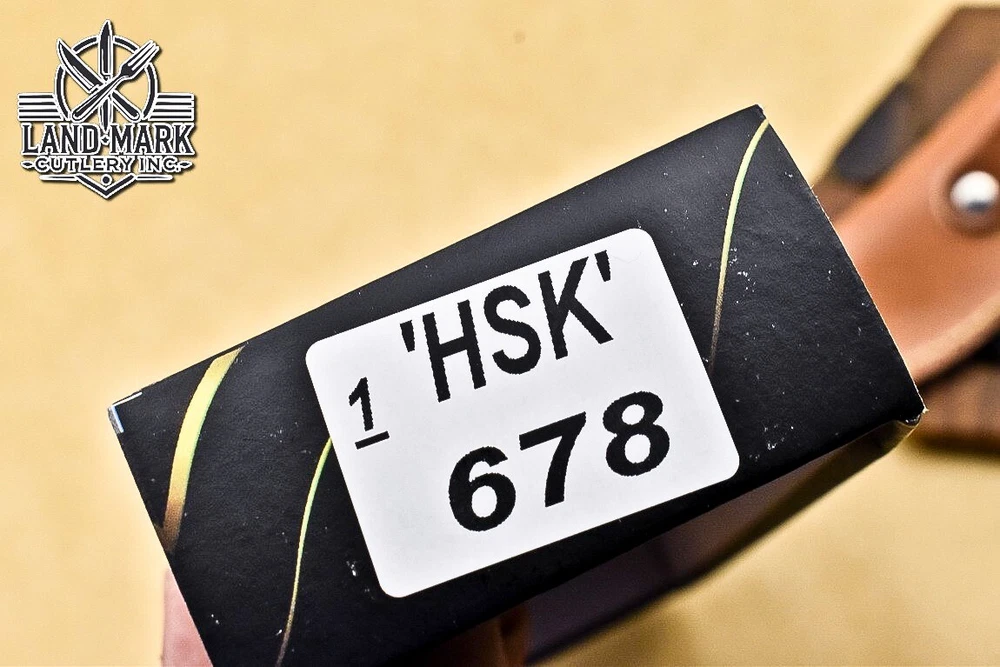 LAND MARK
CUTLERY INC.
'HSK'
1
678